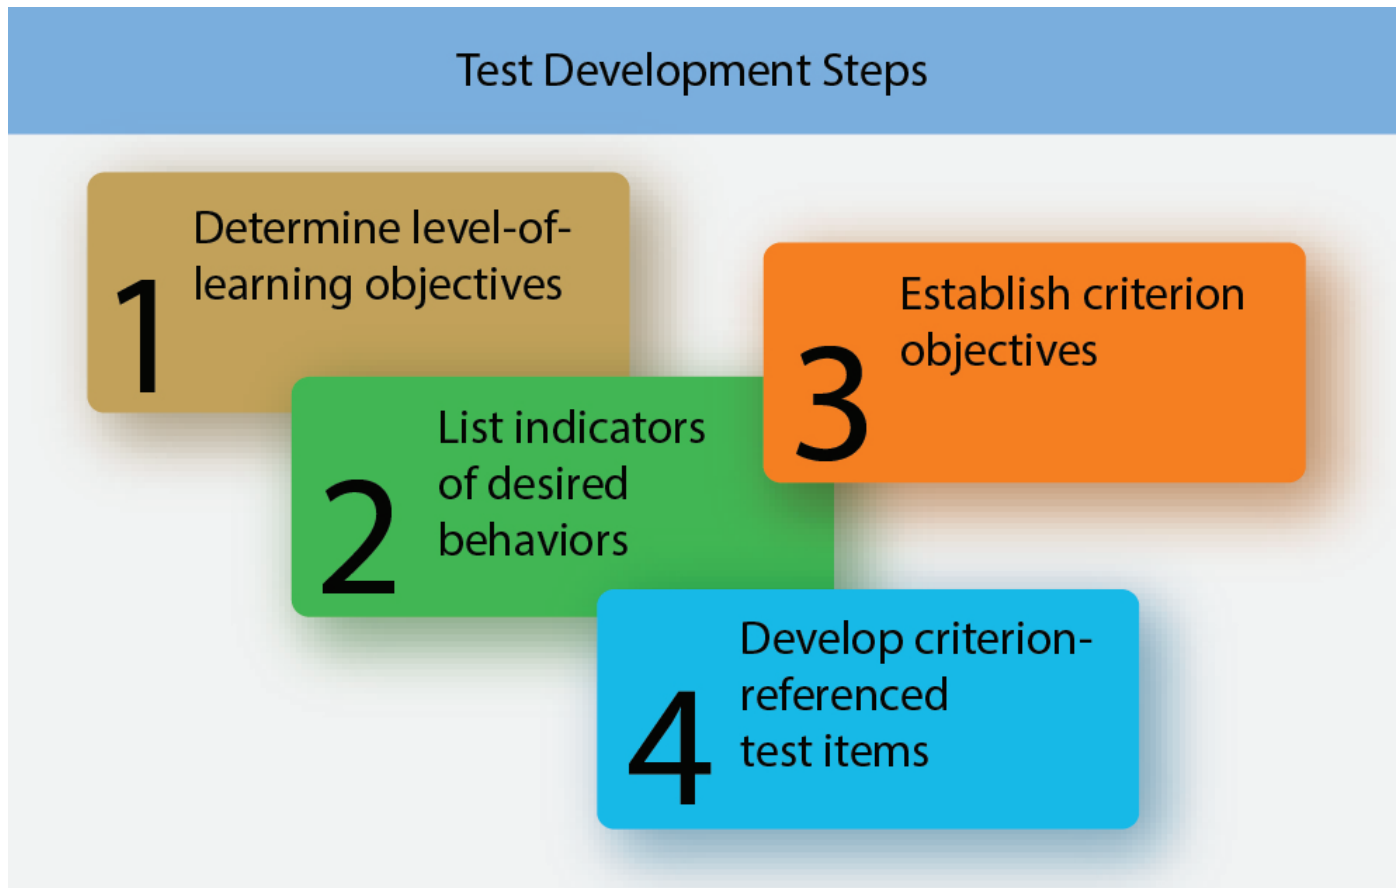 Test Development Steps
1
Determine level-of-
learning objectives
2
List indicators
of desired
behaviors
3
Establish criterion
objectives
4
Develop criterion-
referenced
test items